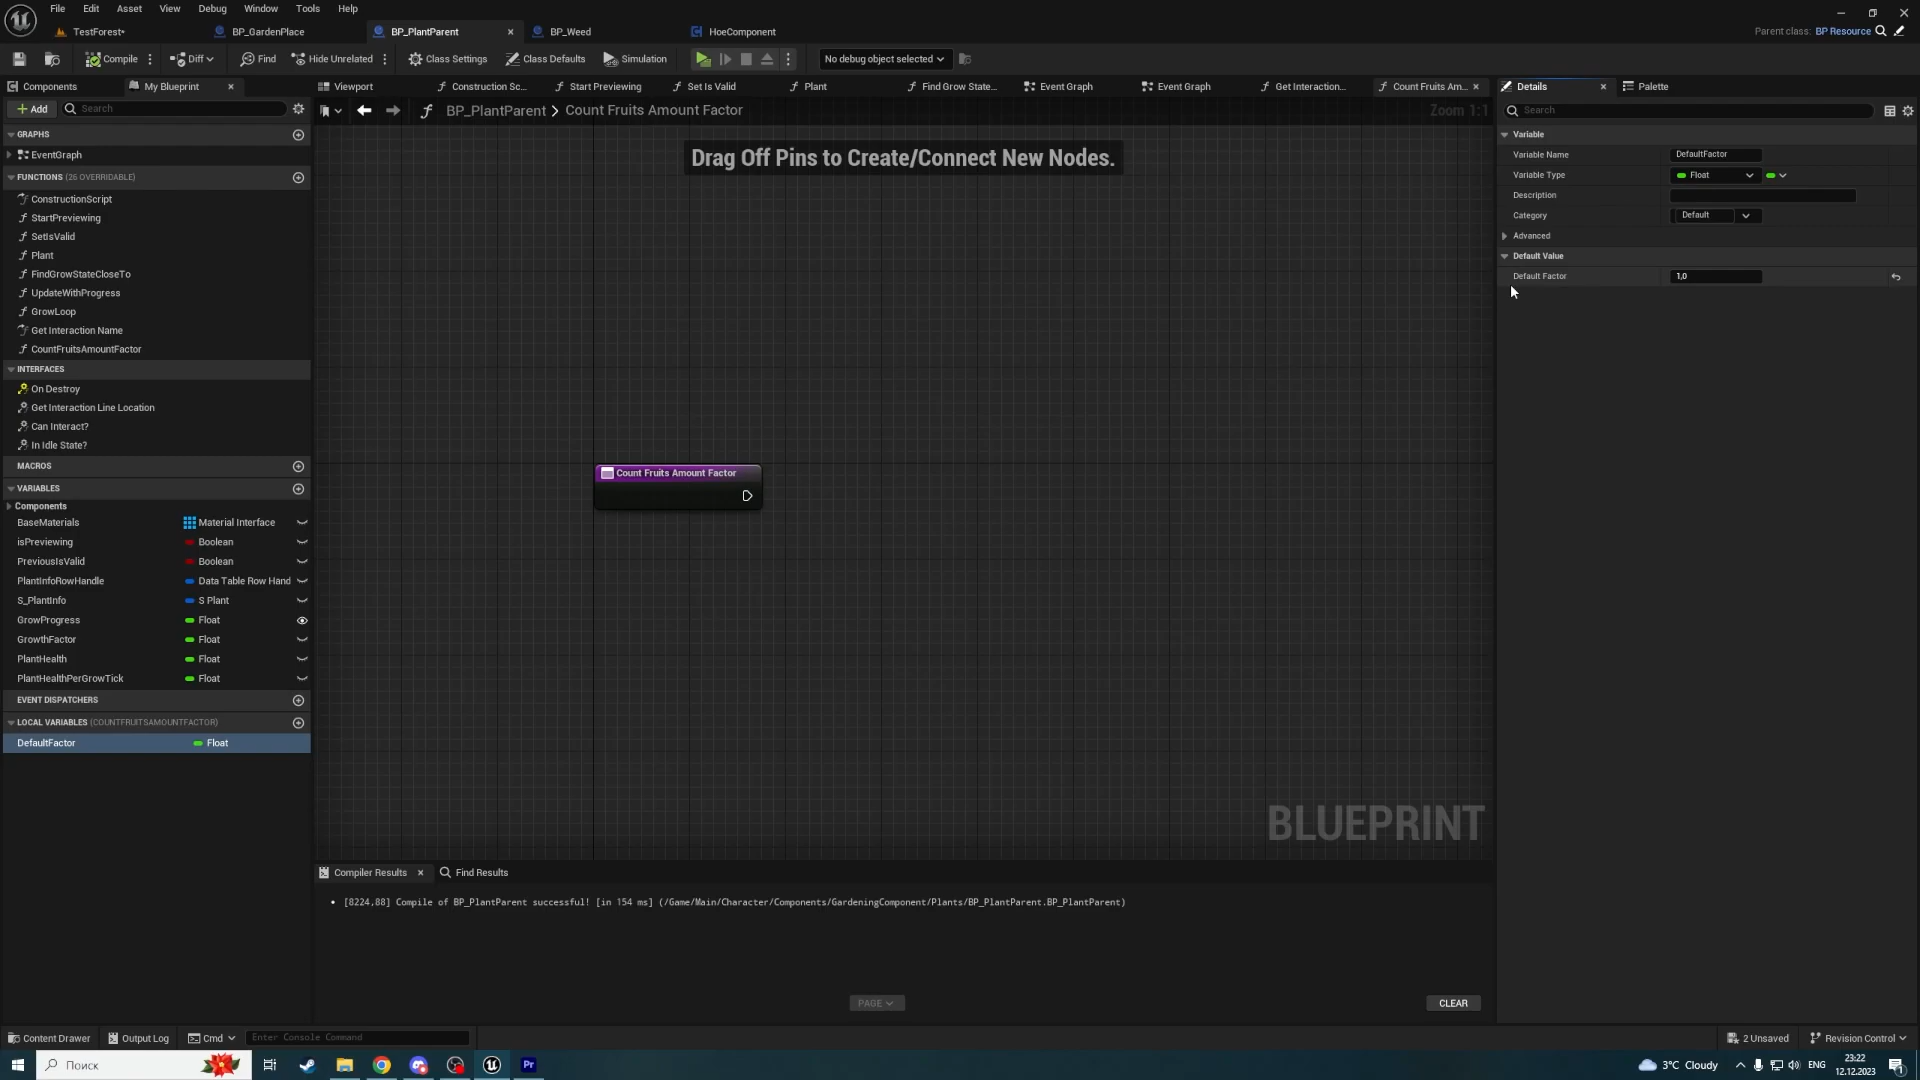 File Edit Asset View Debug Window Tools Help
TestForest* BP_GardenPlace BP_PlantParent BP_Weed HoeComponent
Parent class: BP Resource
Compile Diff Find Hide Unrelated Class Settings Class Defaults Simulation No debug object selected
Components My Blueprint
Add Search
GRAPHS
EventGraph
FUNCTIONS (26 OVERRIDABLE)
ConstructionScript
StartPreviewing
SetIsValid
Plant
FindGrowStateCloseTo
UpdateWithProgress
GrowLoop
Get Interaction Name
CountFruitsAmountFactor
INTERFACES
On Destroy
Get Interaction Line Location
Can Interact?
In Idle State?
MACROS
VARIABLES
Components
BaseMaterials Material Interface
isPreviewing Boolean
PreviousIsValid Boolean
PlantInfoRowHandle Data Table Row Hand
S_PlantInfo S Plant
GrowProgress Float
GrowthFactor Float
PlantHealth Float
PlantHealthPerGrowTick Float
EVENT DISPATCHERS
LOCAL VARIABLES (COUNTFRUITSAMOUNTFACTOR)
DefaultFactor Float
Viewport Construction Sc... Start Previewing Set Is Valid Plant Find Grow State... Event Graph Event Graph Get Interaction... Count Fruits Am...
BP_PlantParent > Count Fruits Amount Factor
Zoom 1:1
Drag Off Pins to Create/Connect New Nodes.
Count Fruits Amount Factor
BLUEPRINT
Compiler Results Find Results
[8224,88] Compile of BP_PlantParent successful! [in 154 ms] (/Game/Main/Character/Components/GardeningComponent/Plants/BP_PlantParent.BP_PlantParent)
PAGE CLEAR
Details Palette
Search
Variable
Variable Name DefaultFactor
Variable Type Float
Description
Category Default
Advanced
Default Value
Default Factor 1,0
Content Drawer Output Log Cmd Enter Console Command 2 Unsaved Revision Control
Поиск
Pr
3°C Cloudy ENG 23:22
12.12.2023
1